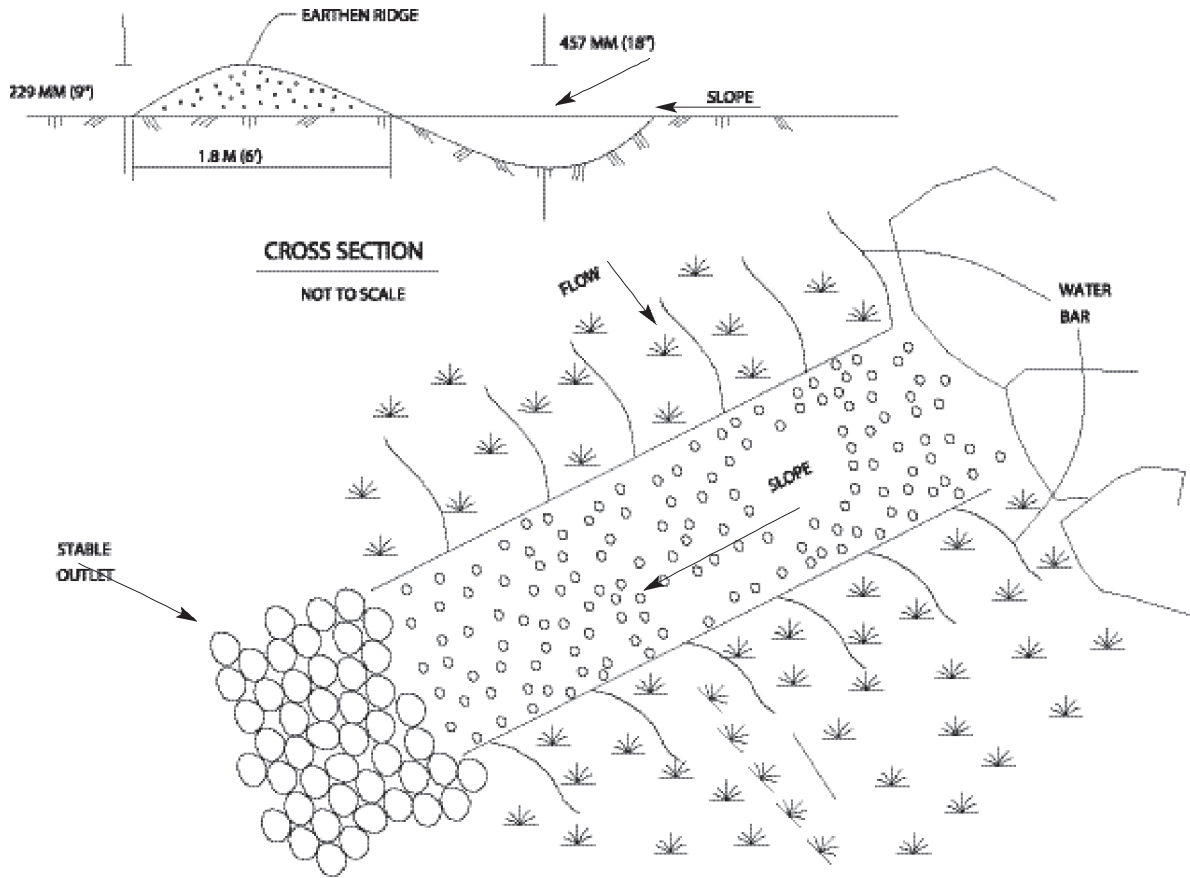 EARTHEN RIDGE
457 MM (18")
229 MM (9")
SLOPE
1.8 M (6')
CROSS SECTION
NOT TO SCALE
FLOW
WATER
BAR
SLOPE
STABLE
OUTLET